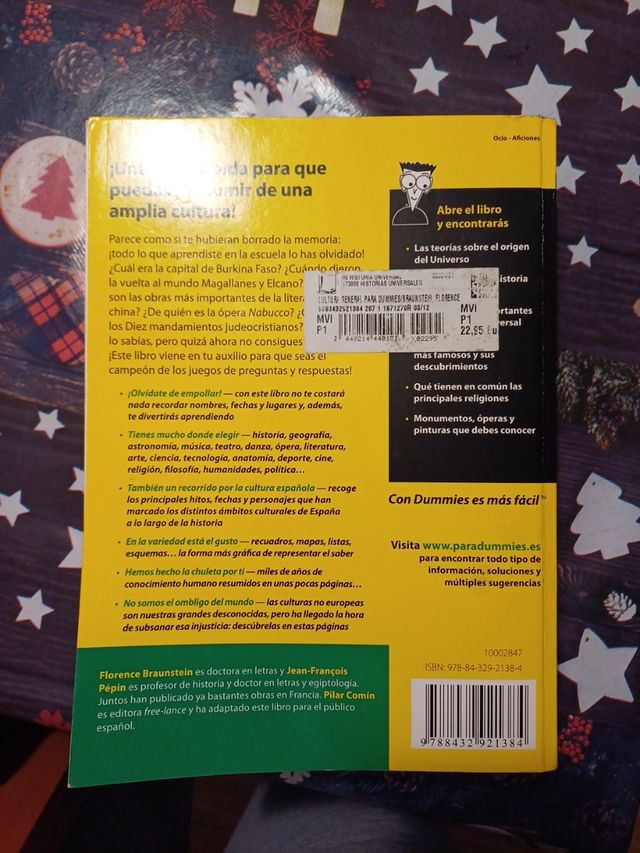 Ocio - Aficiones
para que
de una
amplia cultura!
Parece como si te hubieran borrado la memoria:
¡todo lo que aprendiste en la escuela lo has olvidado!
¿Cuál era la capital de Burkina Faso? ¿Cuándo dieron
la vuelta al mundo Magallanes y Elcano?
son las obras más importantes de la
china? ¿De quién es la ópera Nabucco?
los Diez mandamientos judeocristianos?
lo sabías, pero quizá ahora no consigues
¡Este libro viene en tu auxilio para que seas el
campeón de los juegos de preguntas y respuestas!
• ¡Olvídate de empollar! — con este libro no te costará
nada recordar nombres, fechas y lugares y, además,
te divertirás aprendiendo
• Tienes mucho donde elegir — historia, geografía,
astronomía, música, teatro, danza, ópera, literatura,
arte, ciencia, tecnología, anatomía, deporte, cine,
religión, filosofía, humanidades, política...
• También un recorrido por la cultura española — recoge
los principales hitos, fechas y personajes que han
marcado los distintos ámbitos culturales de España
a lo largo de la historia
• En la variedad está el gusto — recuadros, mapas, listas,
esquemas... la forma más gráfica de representar el saber
• Hemos hecho la chuleta por ti — miles de años de
conocimiento humano resumidos en unas pocas páginas...
• No somos el ombligo del mundo — las culturas no europeas
son nuestras grandes desconocidas, pero ha llegado la hora
de subsanar esa injusticia: descúbrelas en estas páginas
Abre el libro
y encontrarás
• Las teorías sobre el origen
del Universo
historia
más famosos y sus
descubrimientos
• Qué tienen en común las
principales religiones
• Monumentos, óperas y
pinturas que debes conocer
HISTORIA UNIVERSAL
HISTORIAS UNIVERSALES
CULTURA GENERAL PARA DUMMIES/BRAUNSTEIN, FLORENCE
MVI
P1
MVI
P1
22,95 Eu
02295
Con Dummies es más fácil™
Visita www.paradummies.es
para encontrar todo tipo de
información, soluciones y
múltiples sugerencias
10002847
ISBN: 978-84-329-2138-4
9 788432 921384
Florence Braunstein es doctora en letras y Jean-François
Pépin es profesor de historia y doctor en letras y egiptología.
Juntos han publicado ya bastantes obras en Francia. Pilar Comín
es editora free-lance y ha adaptado este libro para el público
español.